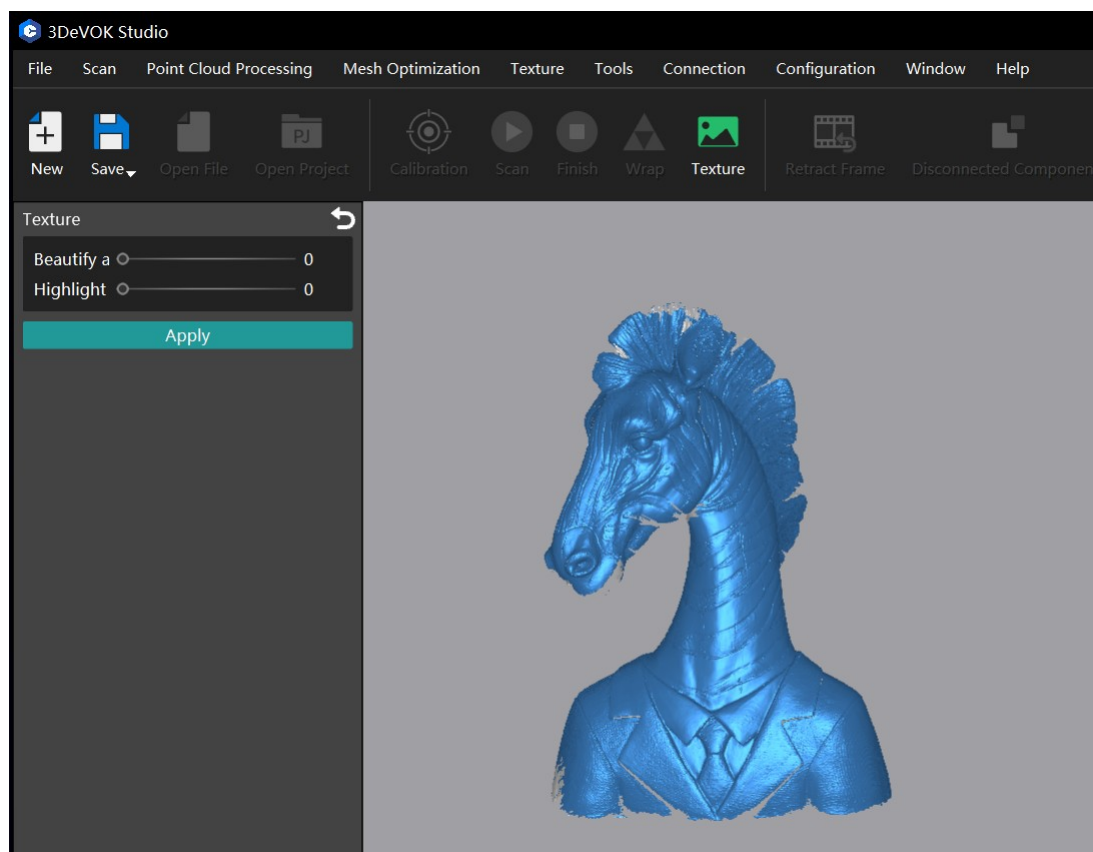 3DeVOK Studio
File Scan Point Cloud Processing Mesh Optimization Texture Tools Connection Configuration Window Help
PJ
New Save Open File Open Project Calibration Scan Finish Wrap Texture Retract Frame Disconnected Componen
Texture
Beautify a 0
Highlight 0
Apply